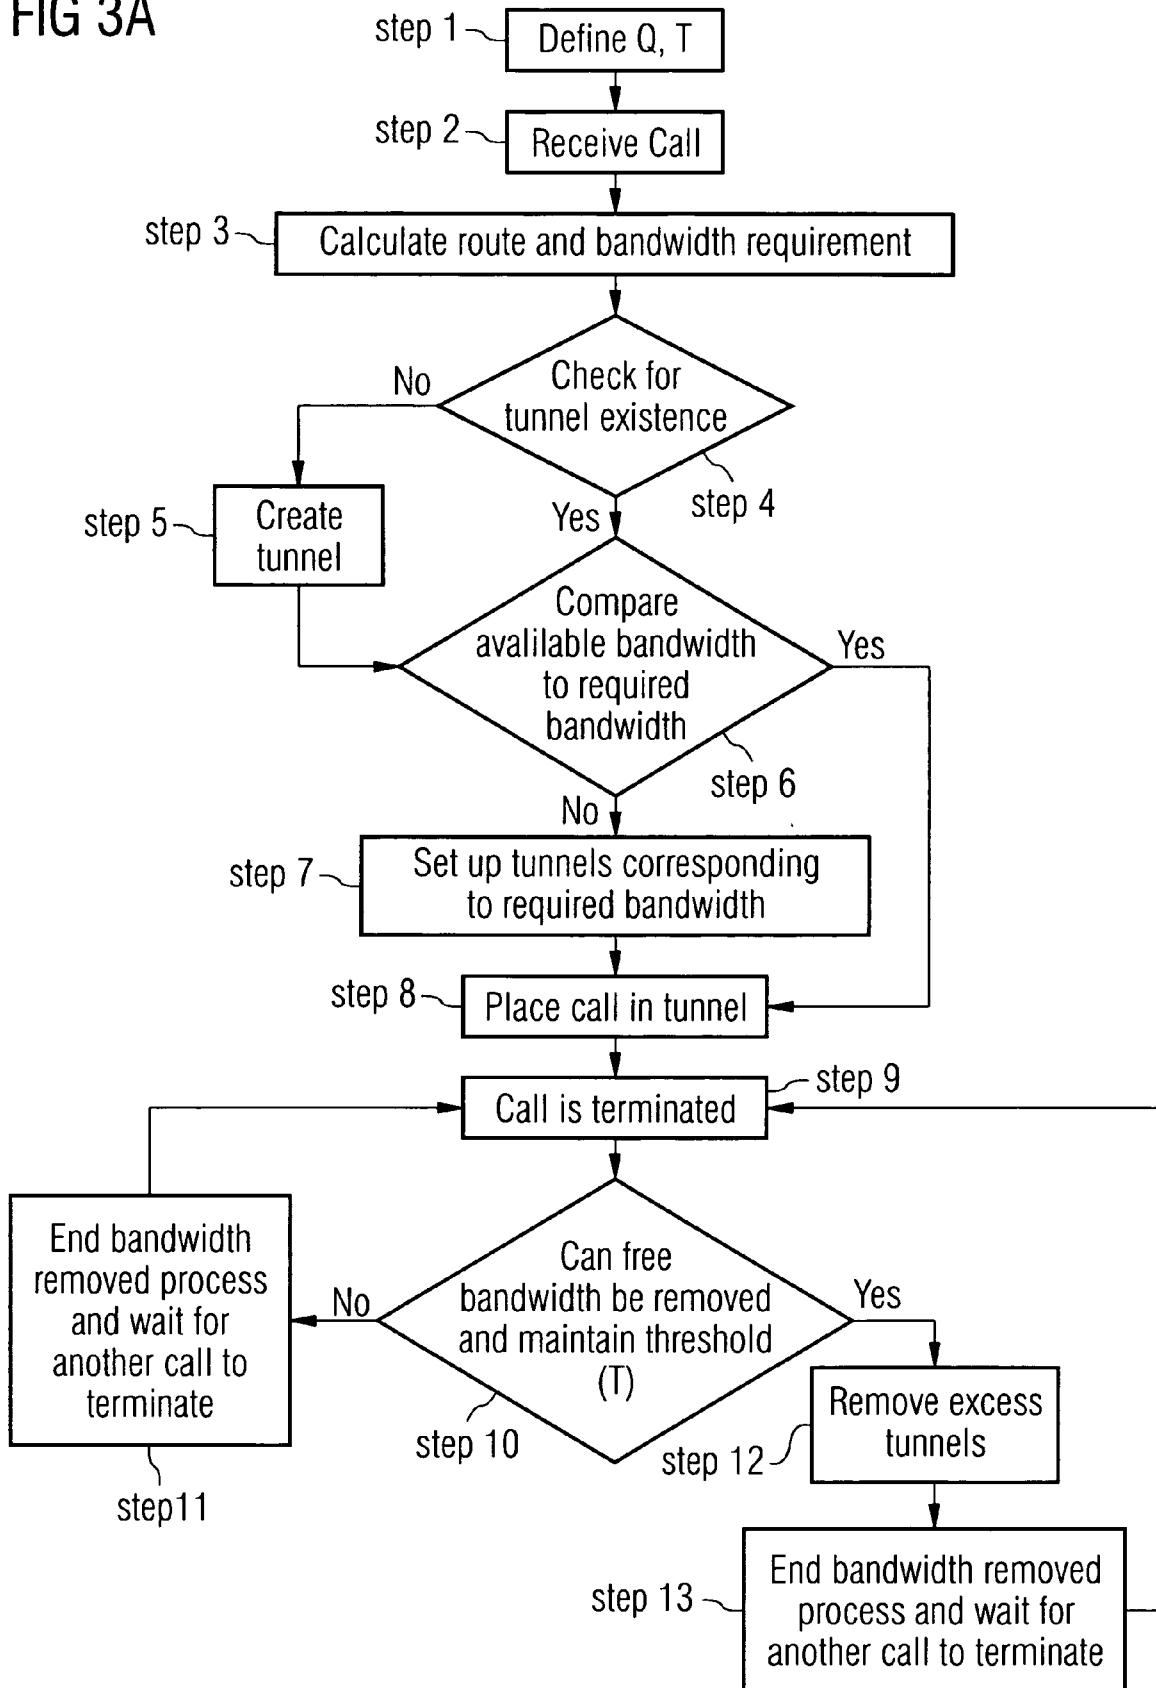 FIG 3A
step 1
Define Q, T
step 2
Receive Call
step 3
Calculate route and bandwidth requirement
No
Check for
tunnel existence
step 4
step 5
Create
tunnel
Yes
Compare
avalilable bandwidth
to required
bandwidth
Yes
step 6
No
step 7
Set up tunnels corresponding
to required bandwidth
step 8
Place call in tunnel
step 9
Call is terminated
End bandwidth
removed process
and wait for
another call to
terminate
step11
No
Can free
bandwidth be removed
and maintain threshold
(T)
Yes
step 10
step 12
Remove excess
tunnels
step 13
End bandwidth removed
process and wait for
another call to terminate